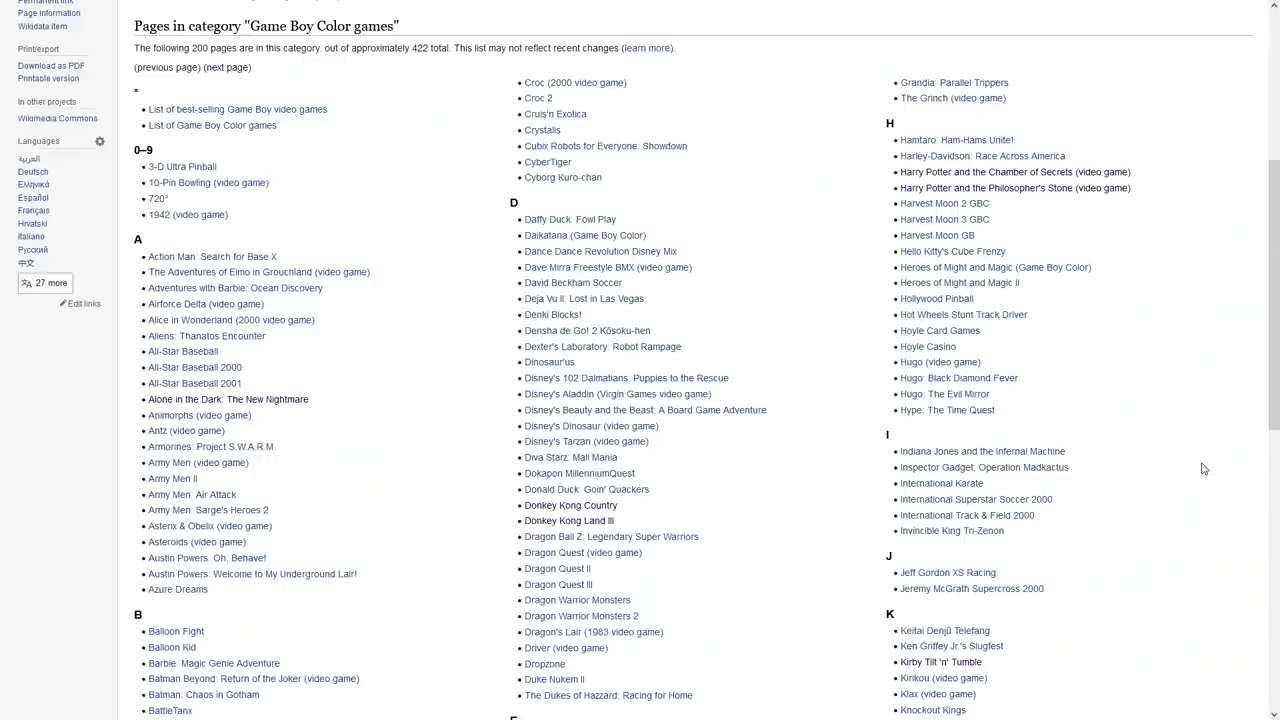 Permanent link
Page information
Wikidata item
Print/export
Download as PDF
Printable version
In other projects
Wikimedia Commons
Languages
العربية
Deutsch
Ελληνικά
Español
Français
Hrvatski
Italiano
Русский
中文
27 more
Edit links
Pages in category "Game Boy Color games"
The following 200 pages are in this category, out of approximately 422 total. This list may not reflect recent changes (learn more).
(previous page) (next page)
*
List of best-selling Game Boy video games
List of Game Boy Color games
0–9
3-D Ultra Pinball
10-Pin Bowling (video game)
720°
1942 (video game)
A
Action Man: Search for Base X
The Adventures of Elmo in Grouchland (video game)
Adventures with Barbie: Ocean Discovery
Airforce Delta (video game)
Alice in Wonderland (2000 video game)
Aliens: Thanatos Encounter
All-Star Baseball
All-Star Baseball 2000
All-Star Baseball 2001
Alone in the Dark: The New Nightmare
Animorphs (video game)
Antz (video game)
Armorines: Project S.W.A.R.M.
Army Men (video game)
Army Men II
Army Men: Air Attack
Army Men: Sarge's Heroes 2
Asterix & Obelix (video game)
Asteroids (video game)
Austin Powers: Oh, Behave!
Austin Powers: Welcome to My Underground Lair!
Azure Dreams
B
Balloon Fight
Balloon Kid
Barbie: Magic Genie Adventure
Batman Beyond: Return of the Joker (video game)
Batman: Chaos in Gotham
BattleTanx
Croc (2000 video game)
Croc 2
Cruis'n Exotica
Crystalis
Cubix Robots for Everyone: Showdown
CyberTiger
Cyborg Kuro-chan
D
Daffy Duck: Fowl Play
Daikatana (Game Boy Color)
Dance Dance Revolution Disney Mix
Dave Mirra Freestyle BMX (video game)
David Beckham Soccer
Deja Vu II: Lost in Las Vegas
Denki Blocks!
Densha de Go! 2 Kōsoku-hen
Dexter's Laboratory: Robot Rampage
Dinosaur'us
Disney's 102 Dalmatians: Puppies to the Rescue
Disney's Aladdin (Virgin Games video game)
Disney's Beauty and the Beast: A Board Game Adventure
Disney's Dinosaur (video game)
Disney's Tarzan (video game)
Diva Starz: Mall Mania
Dokapon MillenniumQuest
Donald Duck: Goin' Quackers
Donkey Kong Country
Donkey Kong Land III
Dragon Ball Z: Legendary Super Warriors
Dragon Quest (video game)
Dragon Quest II
Dragon Quest III
Dragon Warrior Monsters
Dragon Warrior Monsters 2
Dragon's Lair (1983 video game)
Driver (video game)
Dropzone
Duke Nukem II
The Dukes of Hazzard: Racing for Home
Grandia: Parallel Trippers
The Grinch (video game)
H
Hamtaro: Ham-Hams Unite!
Harley-Davidson: Race Across America
Harry Potter and the Chamber of Secrets (video game)
Harry Potter and the Philosopher's Stone (video game)
Harvest Moon 2 GBC
Harvest Moon 3 GBC
Harvest Moon GB
Hello Kitty's Cube Frenzy
Heroes of Might and Magic (Game Boy Color)
Heroes of Might and Magic II
Hollywood Pinball
Hot Wheels Stunt Track Driver
Hoyle Card Games
Hoyle Casino
Hugo (video game)
Hugo: Black Diamond Fever
Hugo: The Evil Mirror
Hype: The Time Quest
I
Indiana Jones and the Infernal Machine
Inspector Gadget: Operation Madkactus
International Karate
International Superstar Soccer 2000
International Track & Field 2000
Invincible King Tri-Zenon
J
Jeff Gordon XS Racing
Jeremy McGrath Supercross 2000
K
Keitai Denjū Telefang
Ken Griffey Jr.'s Slugfest
Kirby Tilt 'n' Tumble
Kirikou (video game)
Klax (video game)
Knockout Kings